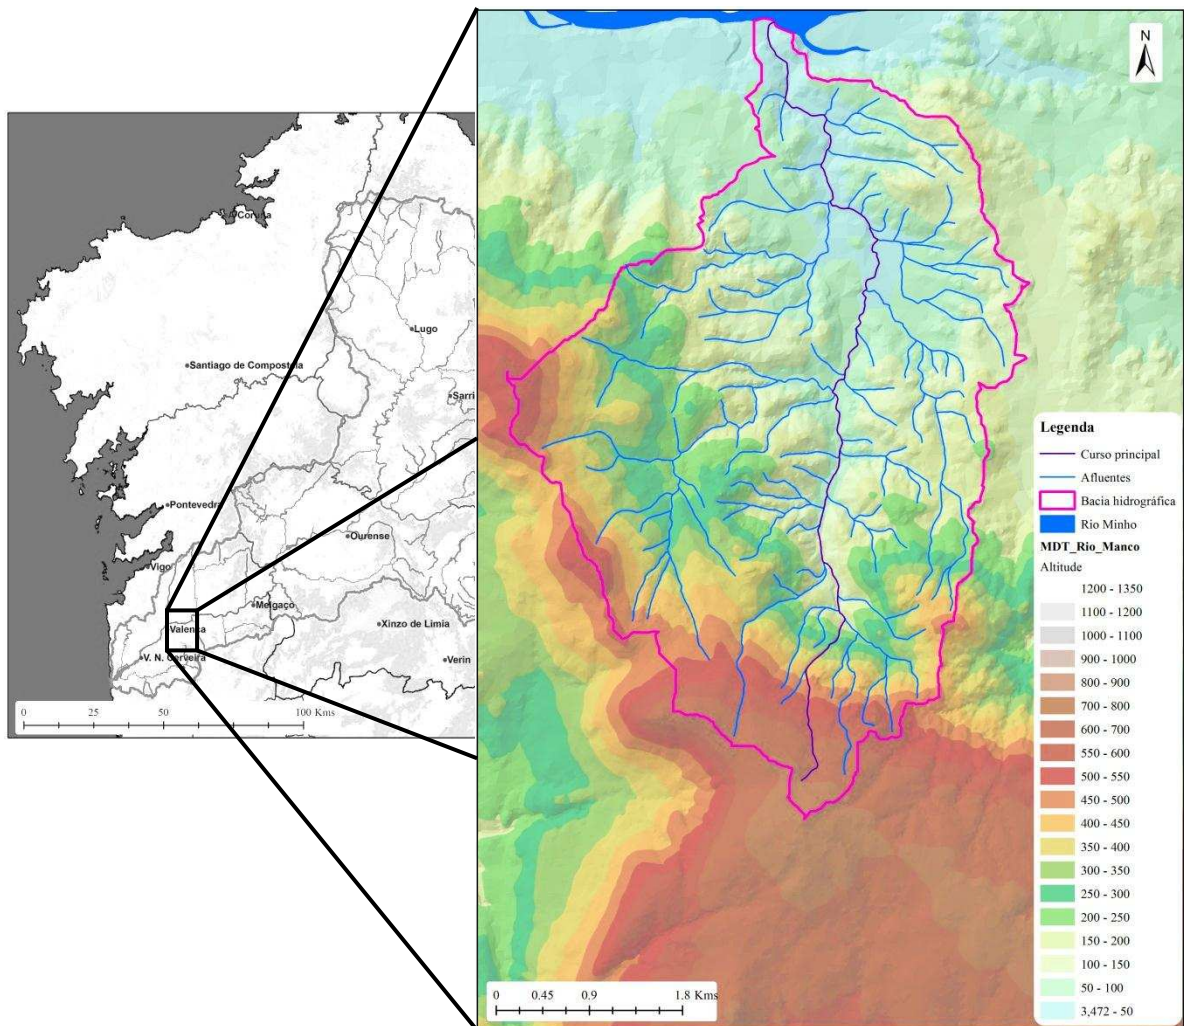 A Coruña
Lugo
Santiago de Compostela
Sarri
Pontevedra
Ourense
Vigo
Melgaço
Valença
Xinzo de Limia
V. N. Cerveira
Verin
0 25 50 100 Kms
N
Legenda
Curso principal
Afluentes
Bacia hidrográfica
Rio Minho
MDT_Rio_Manco
Altitude
1200 - 1350
1100 - 1200
1000 - 1100
900 - 1000
800 - 900
700 - 800
600 - 700
550 - 600
500 - 550
450 - 500
400 - 450
350 - 400
300 - 350
250 - 300
200 - 250
150 - 200
100 - 150
50 - 100
3,472 - 50
0 0.45 0.9 1.8 Kms